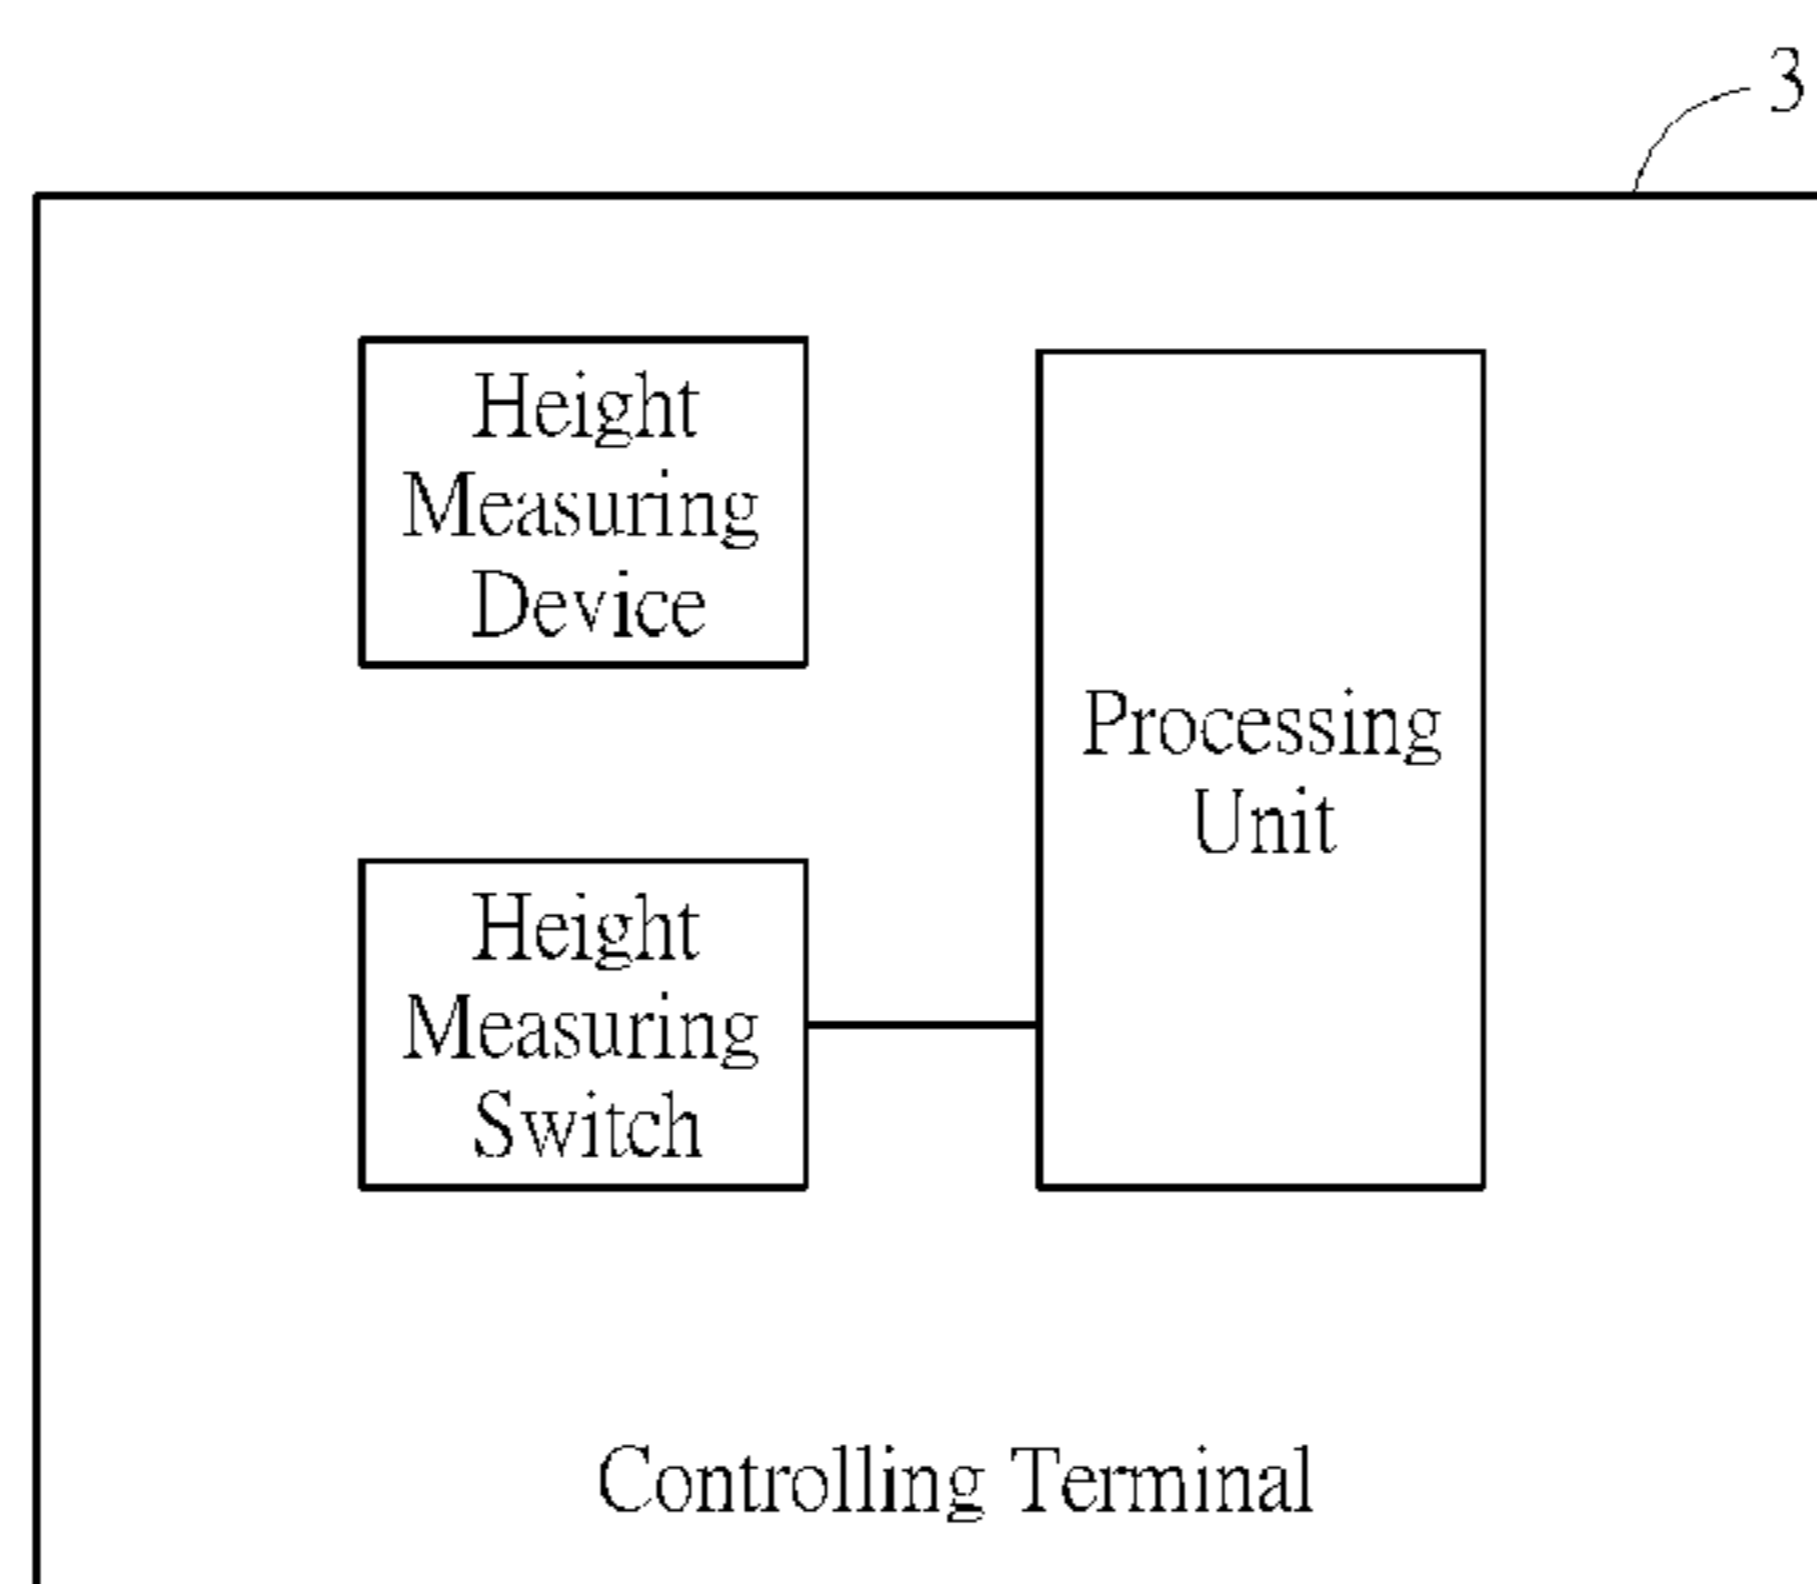 3
Height
Measuring
Device
Processing
Unit
Height
Measuring
Switch
Controlling Terminal